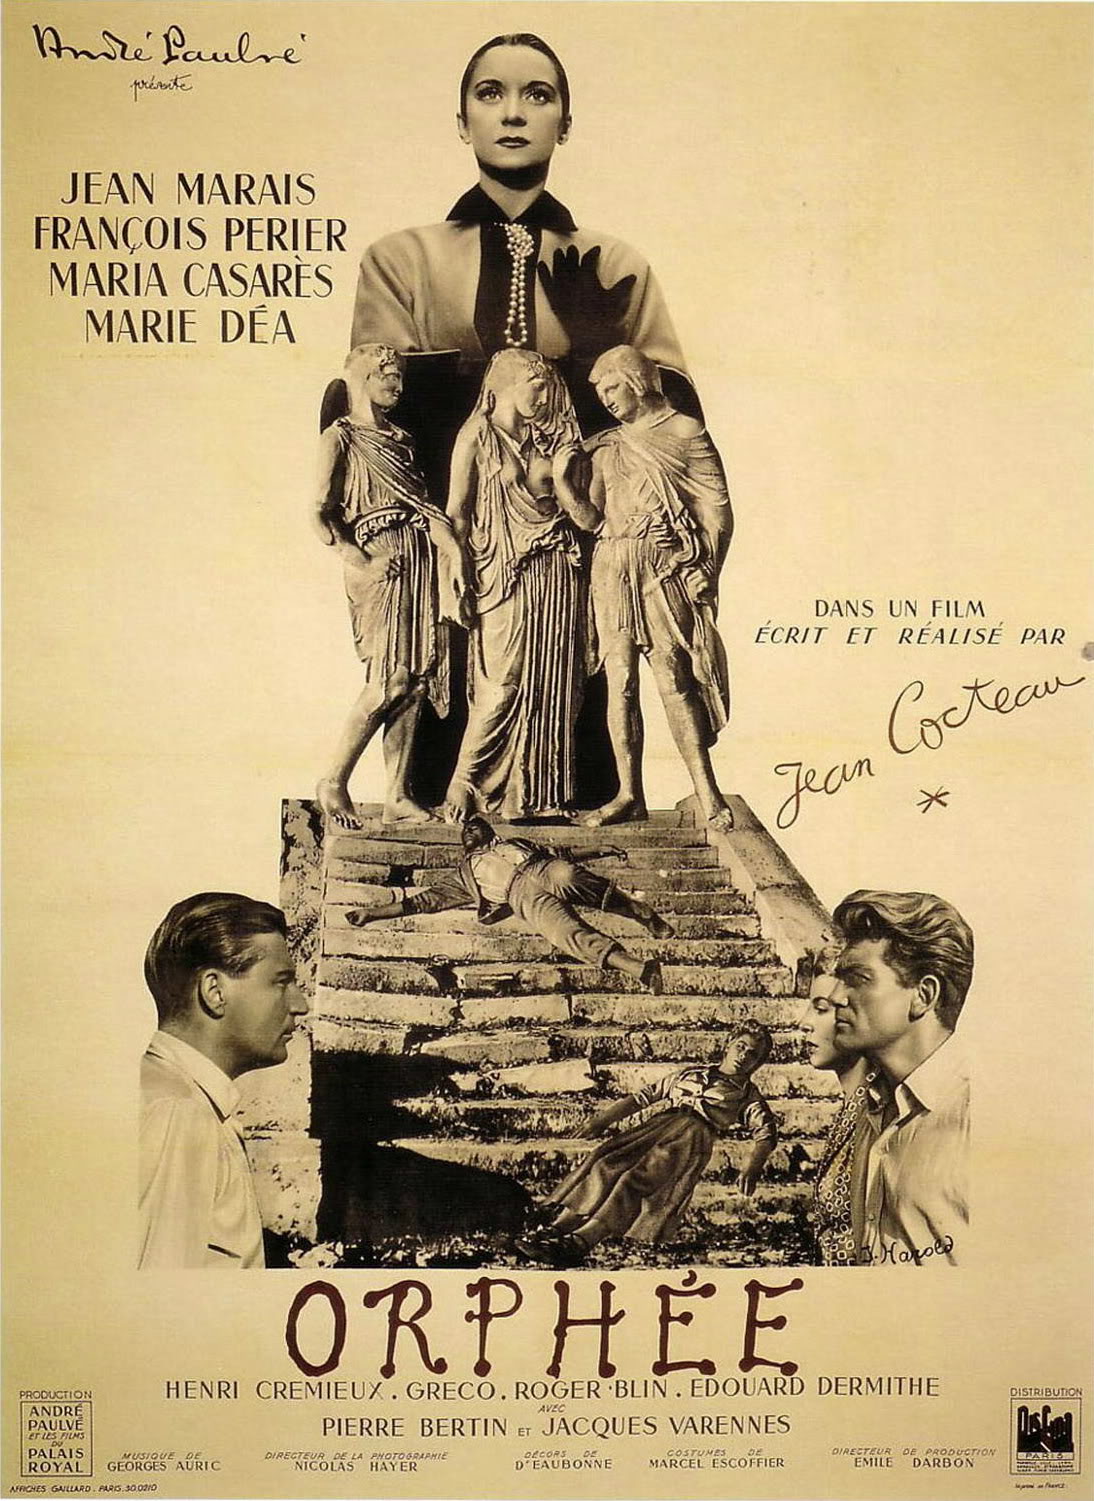 André Paulvé
présente
JEAN MARAIS
FRANÇOIS PERIER
MARIA CASARÈS
MARIE DÉA
DANS UN FILM
ÉCRIT ET RÉALISÉ PAR
Jean Cocteau
*
J. Harold
ORPHÉE
HENRI CREMIEUX . GRECO . ROGER BLIN . EDOUARD DERMITHE
AVEC
PIERRE BERTIN ET JACQUES VARENNES
PRODUCTION
ANDRÉ
PAULVÉ
ET LES FILMS
DU
PALAIS
ROYAL
MUSIQUE DE
GEORGES AURIC
DIRECTEUR DE LA PHOTOGRAPHIE
NICOLAS HAYER
DÉCORS DE
D'EAUBONNE
COSTUMES DE
MARCEL ESCOFFIER
DIRECTEUR DE PRODUCTION
EMILE DARBON
DISTRIBUTION
DisCina
PARIS
AFFICHES GAILLARD . PARIS . 30.0210
Imprimé en France